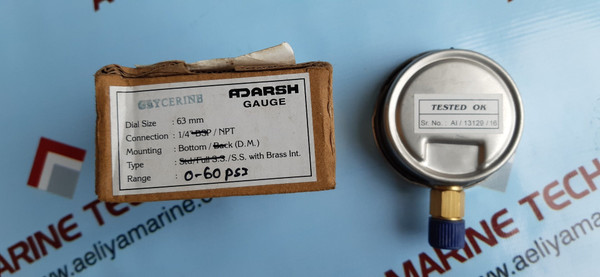 GLYCERINE
ADARSH
GAUGE
Dial Size : 63 mm
Connection : 1/4" BSP / NPT
Mounting : Bottom / Back (D.M.)
Type : Std/Full S.S. / S.S. with Brass Int.
Range : 0-60 psi
TESTED OK
Sr. No. : AI / 13129 / 16
MARINE TECH
www.aeliyamarine.com
MARINE TECH
www.aeliyamarine.com